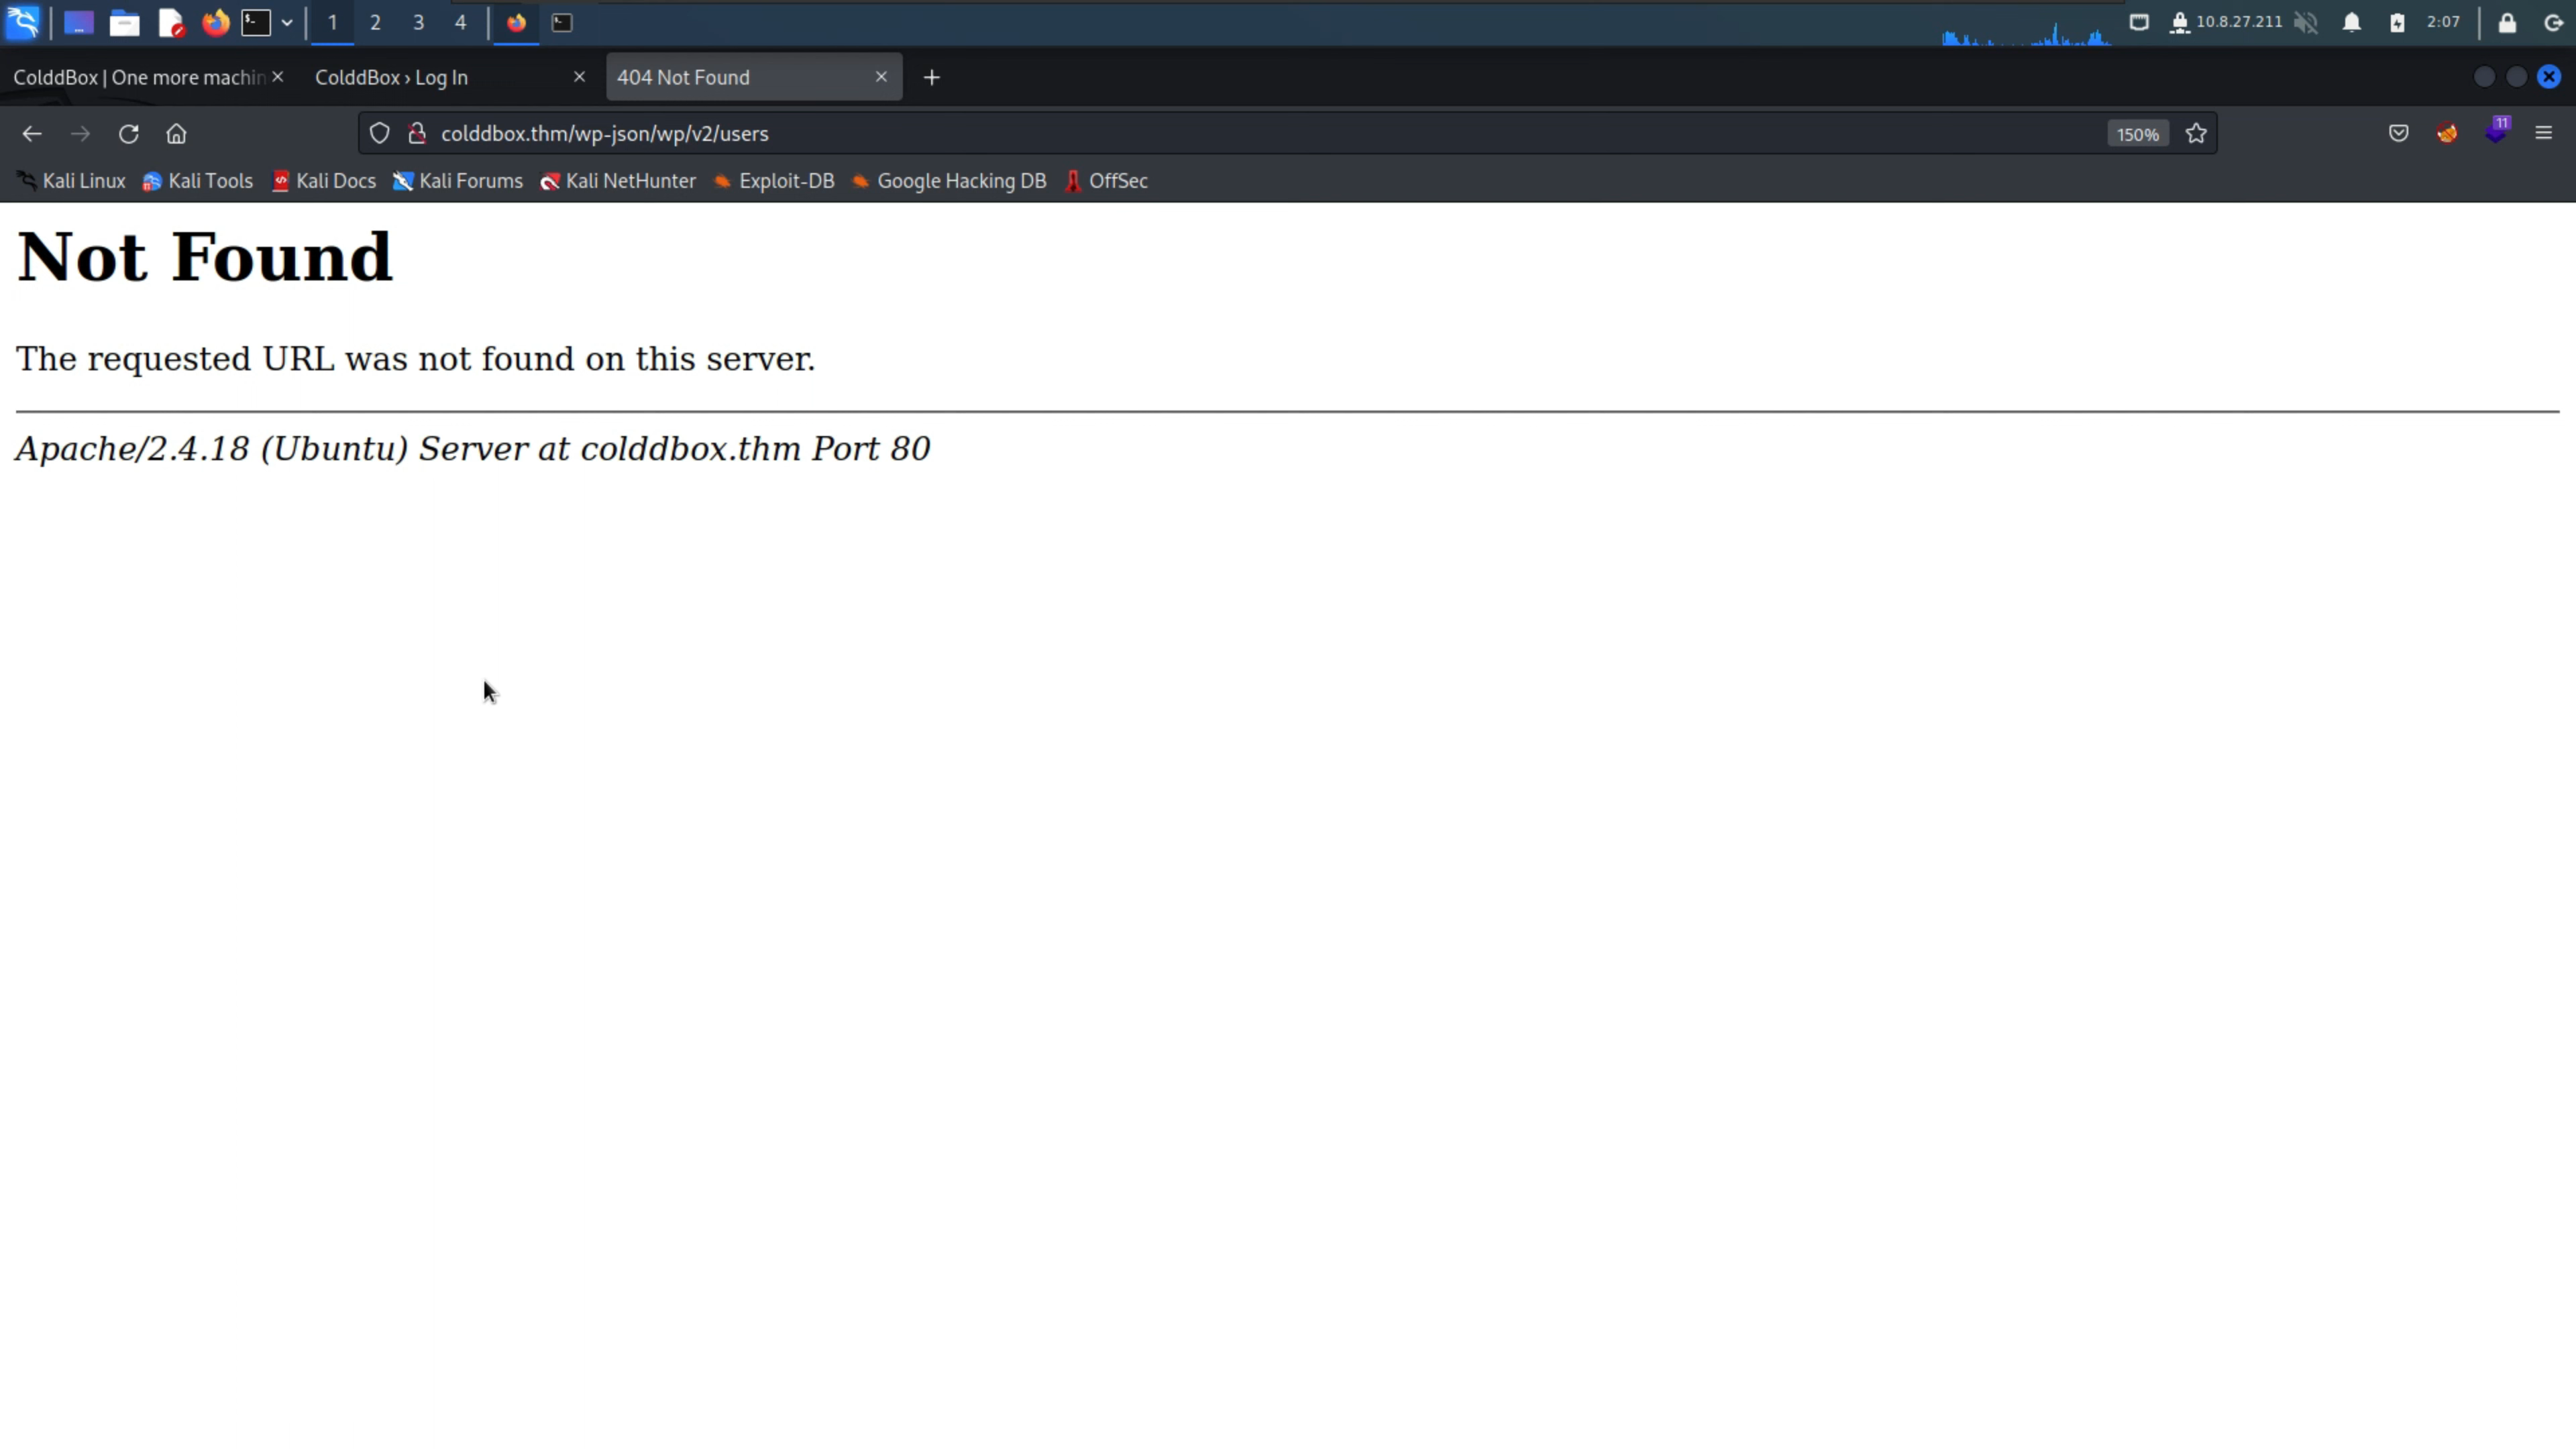 1 2 3 4 10.8.27.211 2:07
ColddBox | One more machin ColddBox › Log In 404 Not Found
colddbox.thm/wp-json/wp/v2/users 150% 11
Kali Linux Kali Tools Kali Docs Kali Forums Kali NetHunter Exploit-DB Google Hacking DB OffSec
Not Found
The requested URL was not found on this server.
Apache/2.4.18 (Ubuntu) Server at colddbox.thm Port 80